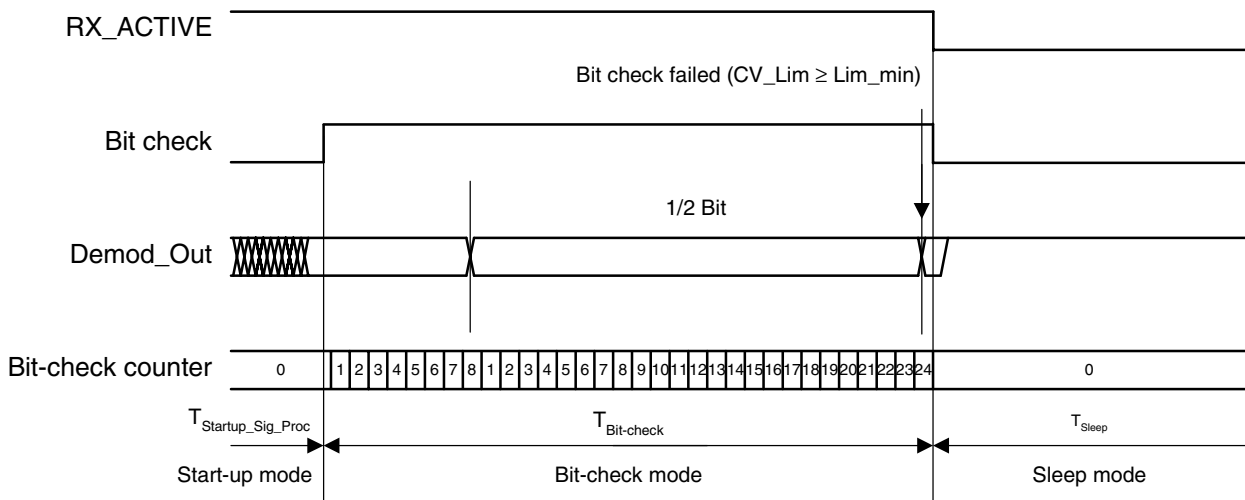 RX_ACTIVE
Bit check failed (CV_Lim ≥ Lim_min)
Bit check
1/2 Bit
Demod_Out
Bit-check counter 0 1 2 3 4 5 6 7 8 1 2 3 4 5 6 7 8 9 10 11 12 13 14 15 16 17 18 19 20 21 22 23 24 0
TStartup_Sig_Proc TBit-check TSleep
Start-up mode Bit-check mode Sleep mode